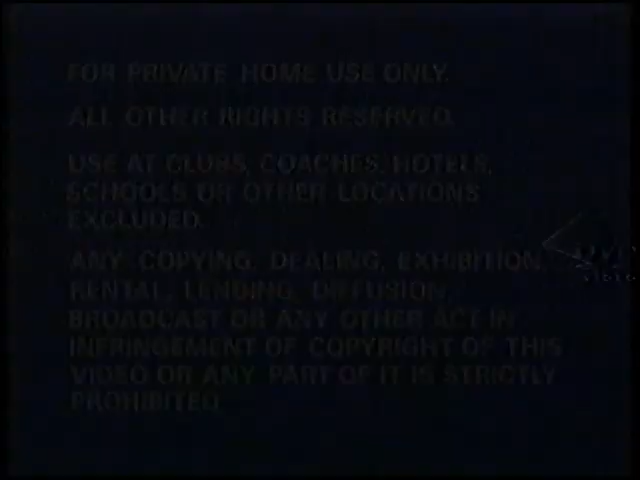 FOR PRIVATE HOME USE ONLY.
ALL OTHER RIGHTS RESERVED.
USE AT CLUBS, COACHES, HOTELS,
SCHOOLS OR OTHER LOCATIONS
EXCLUDED.
ANY COPYING, DEALING, EXHIBITION,
RENTAL, LENDING, DIFFUSION,
BROADCAST OR ANY OTHER ACT IN
INFRINGEMENT OF COPYRIGHT OF THIS
VIDEO OR ANY PART OF IT IS STRICTLY
PROHIBITED.
VIDEO